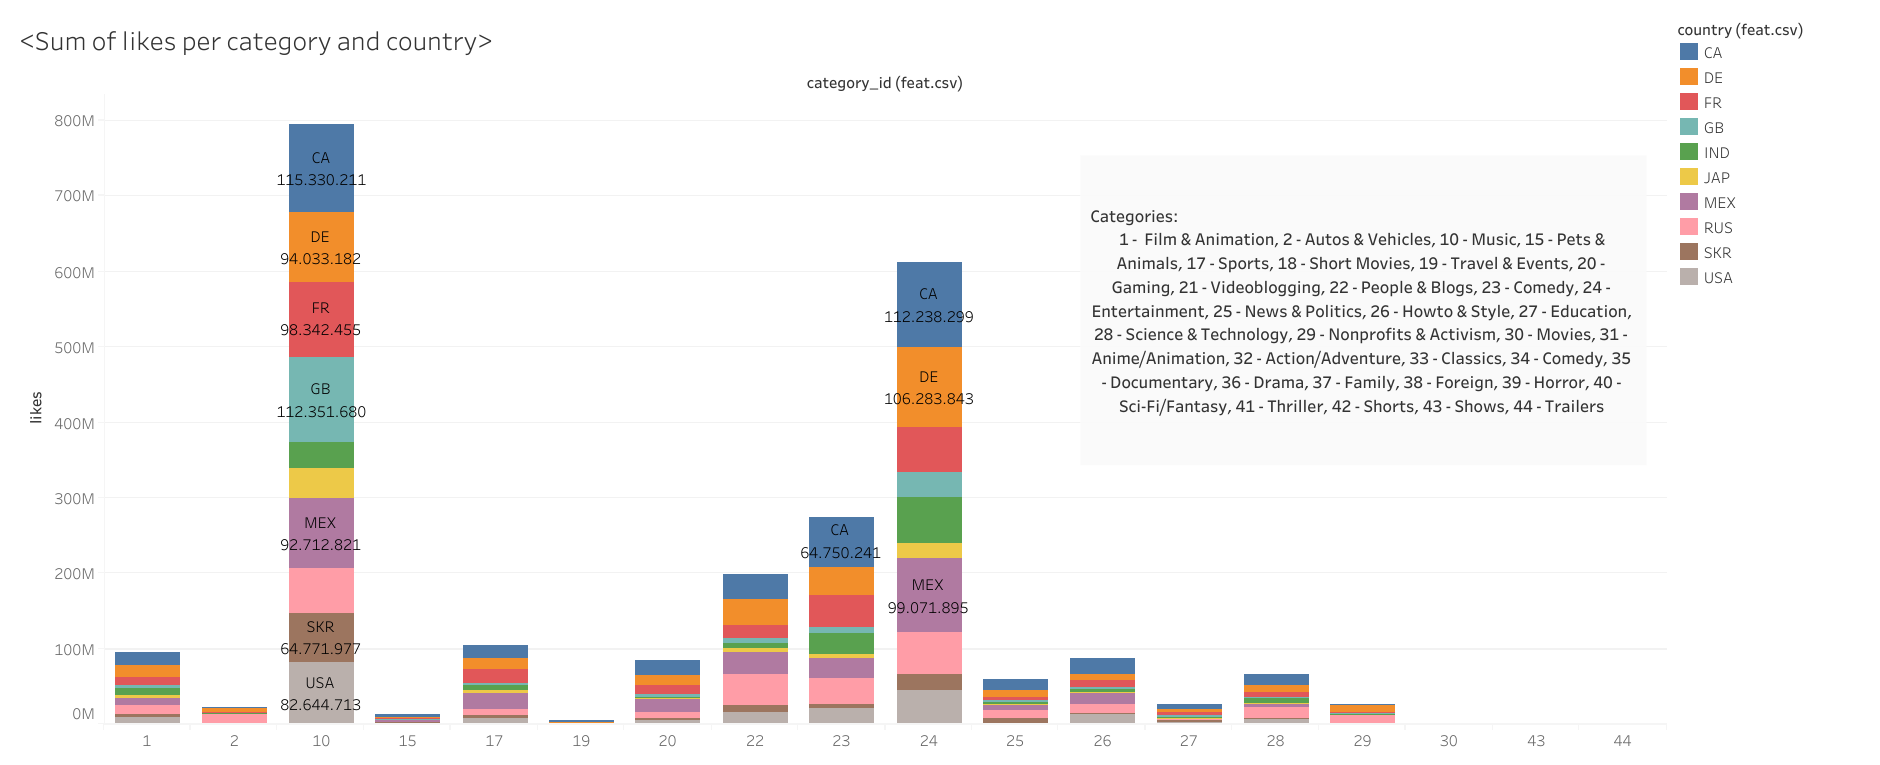 <Sum of likes per category and country>
category_id (feat.csv)
country (feat.csv)
CA
DE
FR
GB
IND
JAP
MEX
RUS
SKR
USA
likes
800M
700M
600M
500M
400M
300M
200M
100M
0M
CA
115.330.211
DE
94.033.182
FR
98.342.455
GB
112.351.680
MEX
92.712.821
SKR
64.771.977
USA
82.644.713
CA
64.750.241
CA
112.238.299
DE
106.283.843
MEX
99.071.895
Categories:
1 -  Film & Animation, 2 - Autos & Vehicles, 10 - Music, 15 - Pets &
Animals, 17 - Sports, 18 - Short Movies, 19 - Travel & Events, 20 -
Gaming, 21 - Videoblogging, 22 - People & Blogs, 23 - Comedy, 24 -
Entertainment, 25 - News & Politics, 26 - Howto & Style, 27 - Education,
28 - Science & Technology, 29 - Nonprofits & Activism, 30 - Movies, 31 -
Anime/Animation, 32 - Action/Adventure, 33 - Classics, 34 - Comedy, 35
- Documentary, 36 - Drama, 37 - Family, 38 - Foreign, 39 - Horror, 40 -
Sci-Fi/Fantasy, 41 - Thriller, 42 - Shorts, 43 - Shows, 44 - Trailers
1 2 10 15 17 19 20 22 23 24 25 26 27 28 29 30 43 44